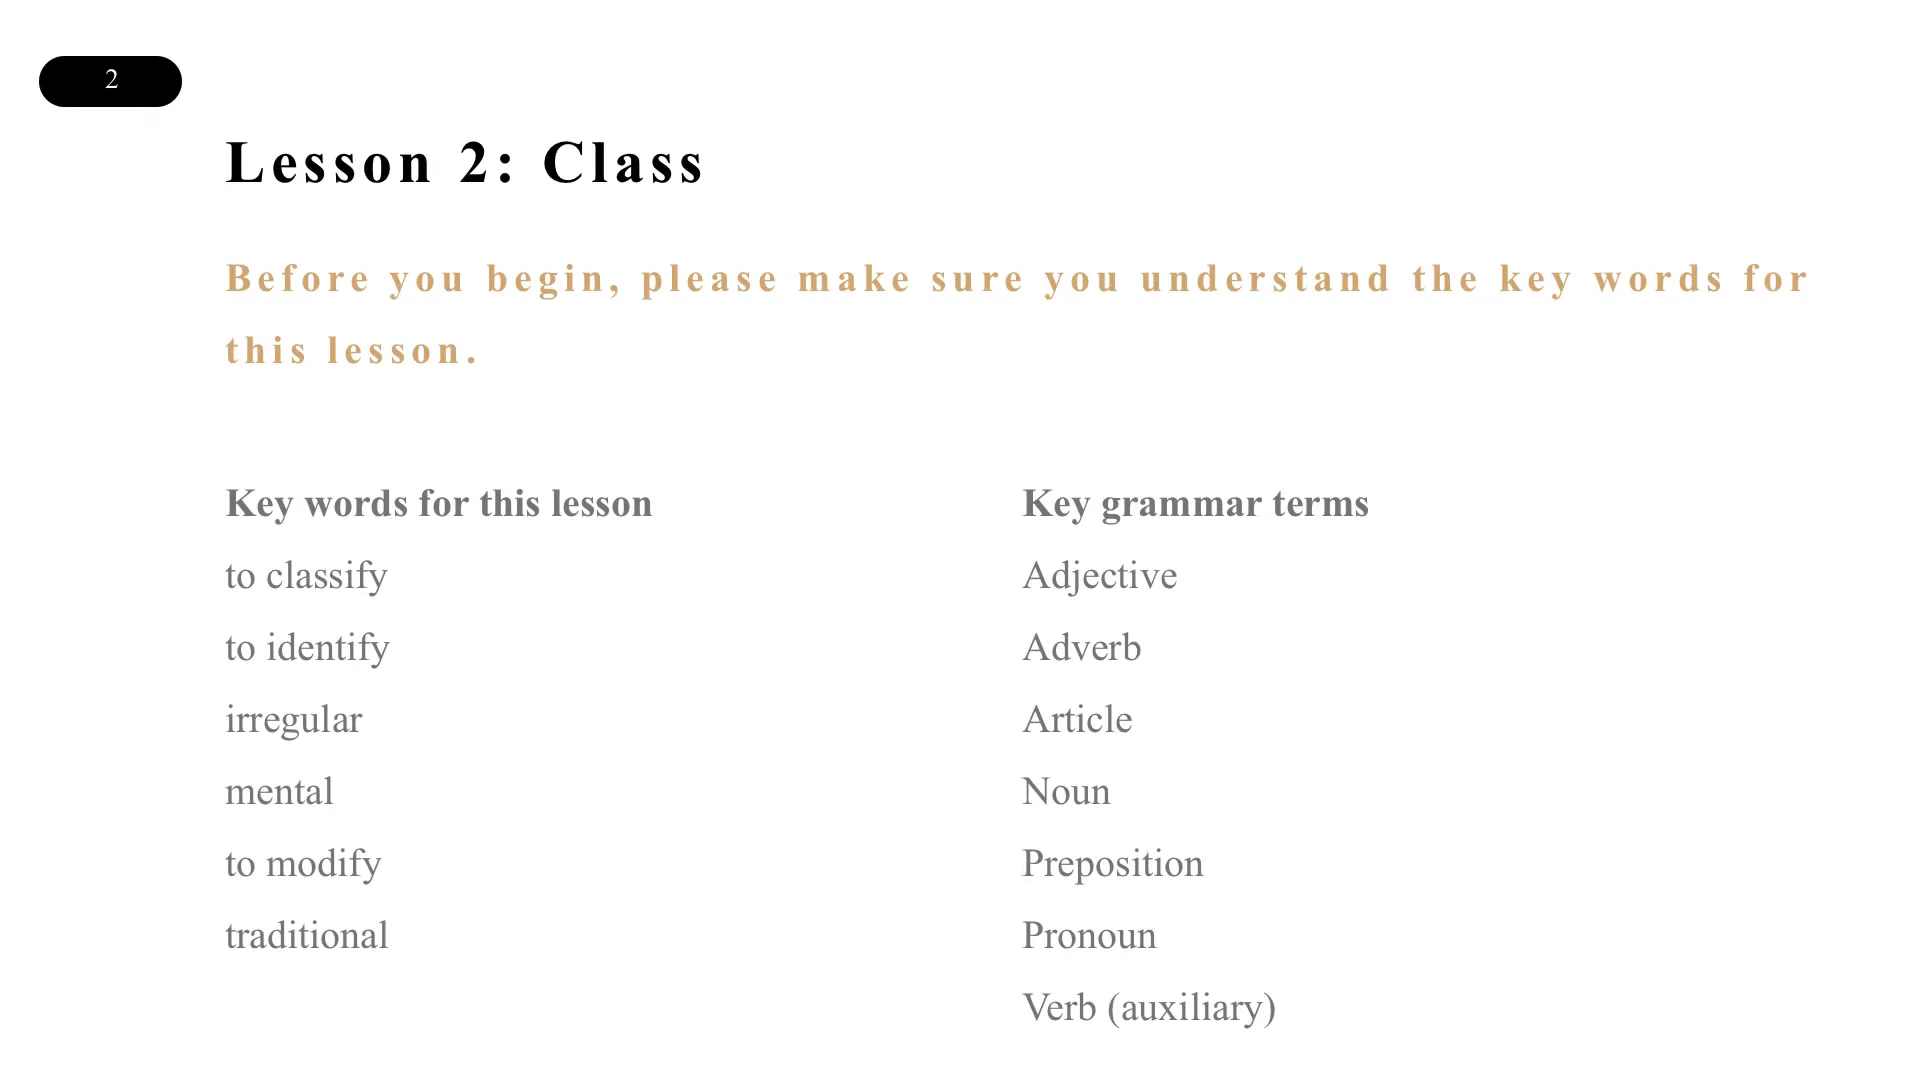 2
Lesson 2: Class
Before you begin, please make sure you understand the key words for
this lesson.
Key words for this lesson
to classify
to identify
irregular
mental
to modify
traditional
Key grammar terms
Adjective
Adverb
Article
Noun
Preposition
Pronoun
Verb (auxiliary)